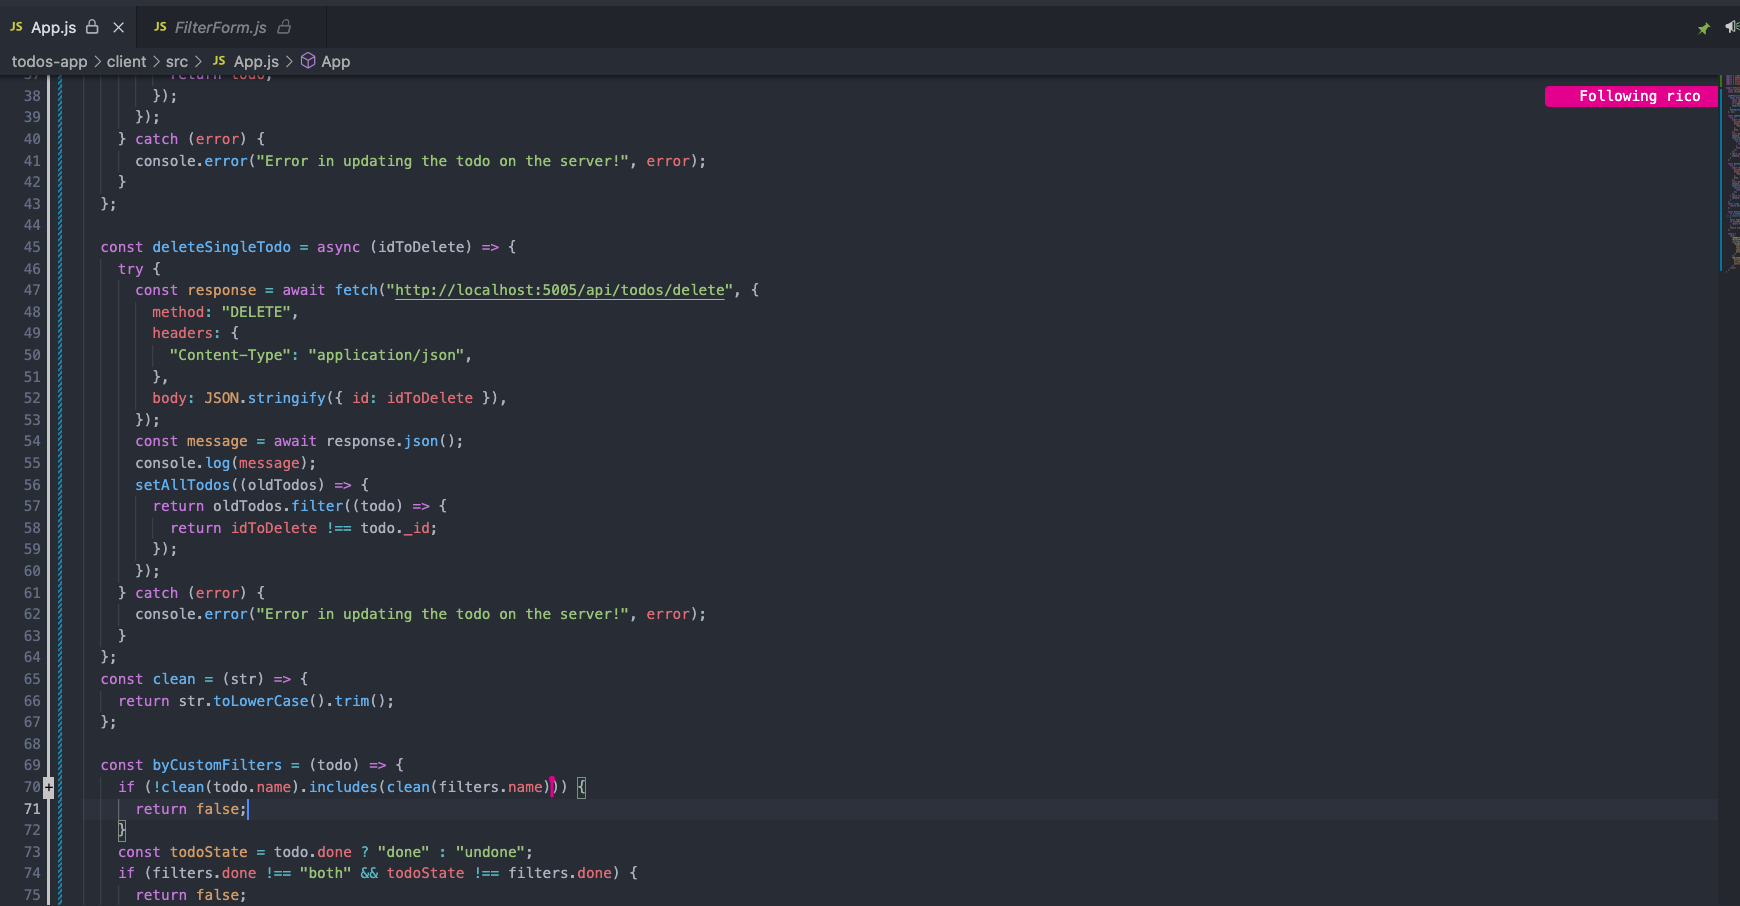 JS App.js
JS FilterForm.js
todos-app > client > src > JS App.js > App
Following rico
37 return todo;
38 });
39 });
40 } catch (error) {
41 console.error("Error in updating the todo on the server!", error);
42 }
43 };
44
45 const deleteSingleTodo = async (idToDelete) => {
46 try {
47 const response = await fetch("http://localhost:5005/api/todos/delete", {
48 method: "DELETE",
49 headers: {
50 "Content-Type": "application/json",
51 },
52 body: JSON.stringify({ id: idToDelete }),
53 });
54 const message = await response.json();
55 console.log(message);
56 setAllTodos((oldTodos) => {
57 return oldTodos.filter((todo) => {
58 return idToDelete !== todo._id;
59 });
60 });
61 } catch (error) {
62 console.error("Error in updating the todo on the server!", error);
63 }
64 };
65 const clean = (str) => {
66 return str.toLowerCase().trim();
67 };
68
69 const byCustomFilters = (todo) => {
70 if (!clean(todo.name).includes(clean(filters.name))) {
71 return false;
72 }
73 const todoState = todo.done ? "done" : "undone";
74 if (filters.done !== "both" && todoState !== filters.done) {
75 return false;